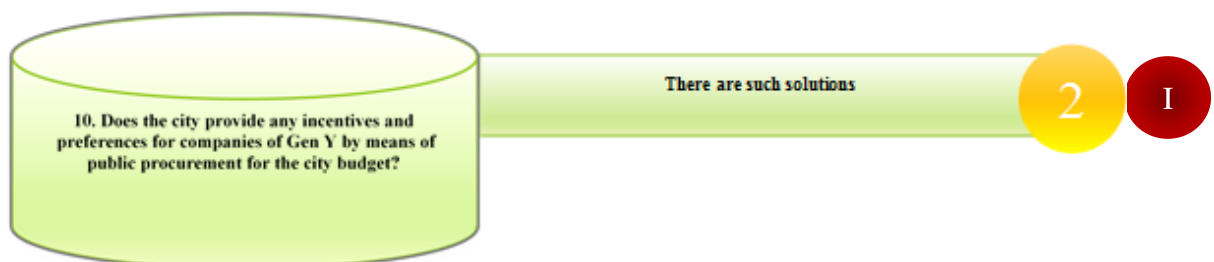 10. Does the city provide any incentives and
preferences for companies of Gen Y by means of
public procurement for the city budget?
There are such solutions
2
I